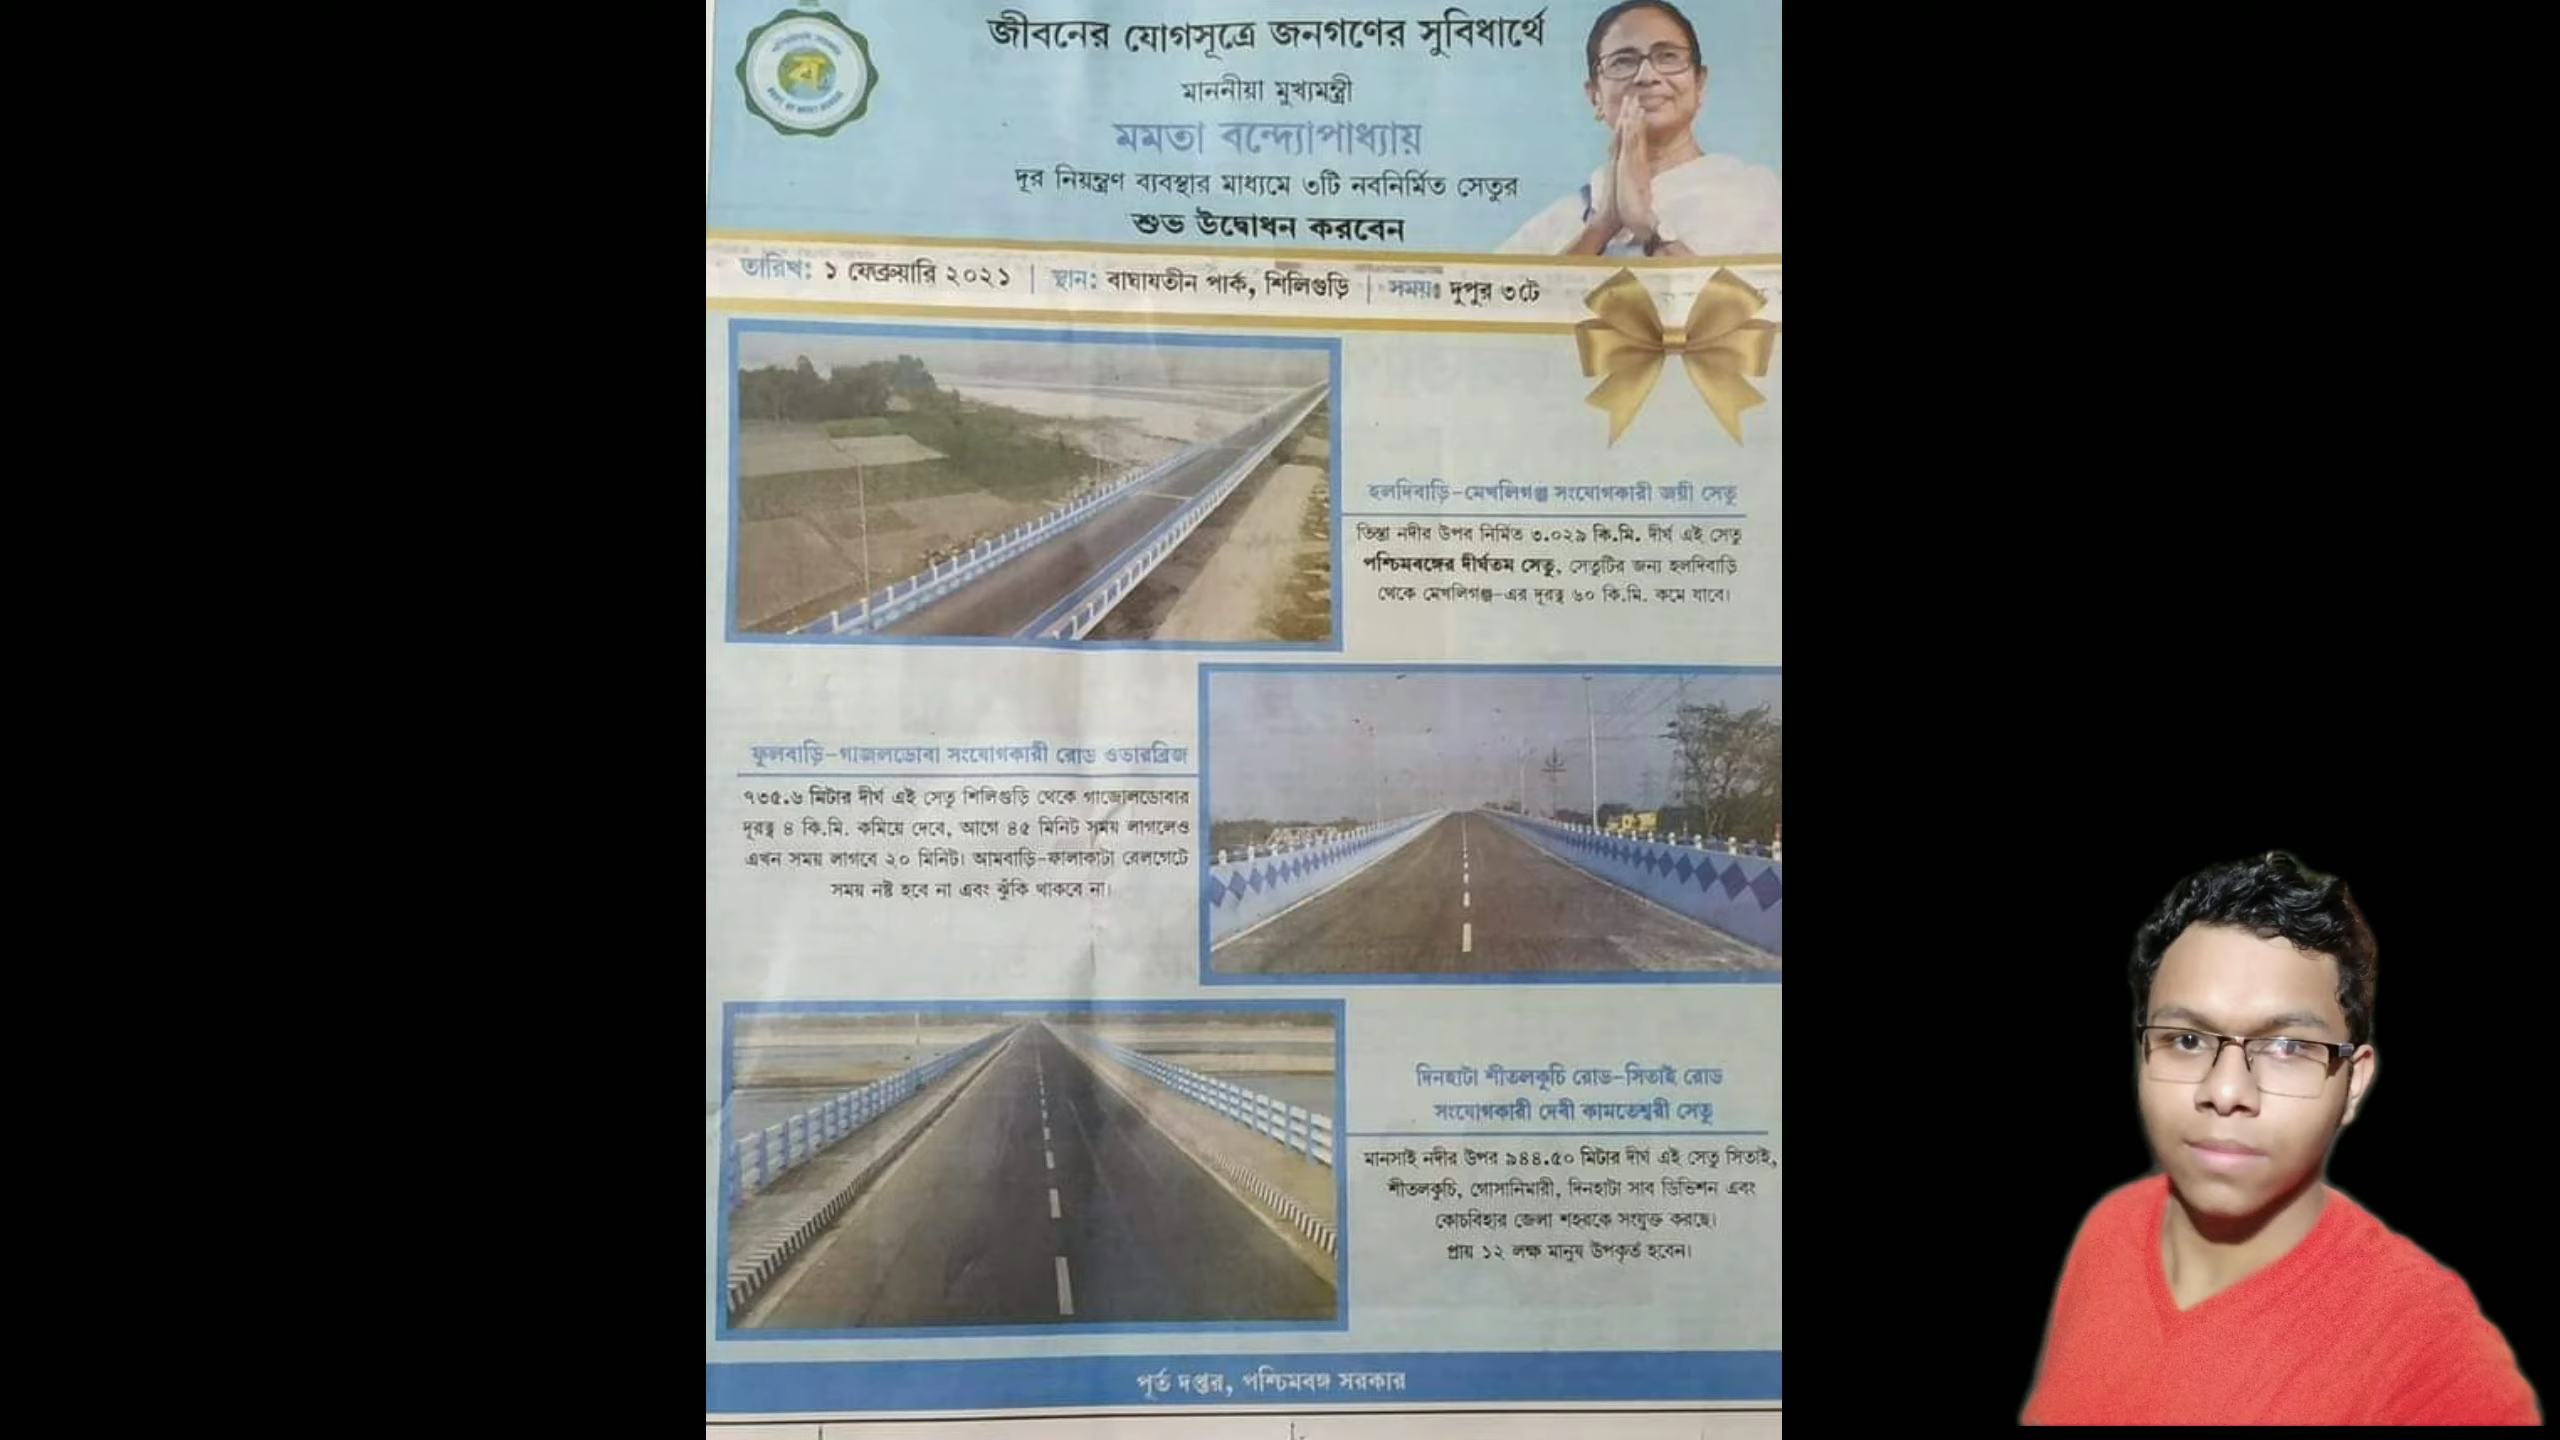 জীবনের যোগসূত্রে জনগণের সুবিধার্থে
মাননীয়া মুখ্যমন্ত্রী
মমতা বন্দ্যোপাধ্যায়
দূর নিয়ন্ত্রণ ব্যবস্থার মাধ্যমে ৩টি নবনির্মিত সেতুর
শুভ উদ্বোধন করবেন
তারিখ: ১ ফেব্রুয়ারি ২০২১ | স্থান: বাঘাযতীন পার্ক, শিলিগুড়ি | সময়ঃ দুপুর ৩টে
হলদিবাড়ি-মেখলিগঞ্জ সংযোগকারী জয়ী সেতু
তিস্তা নদীর উপর নির্মিত ৩.০২৯ কি.মি. দীর্ঘ এই সেতু
পশ্চিমবঙ্গের দীর্ঘতম সেতু, সেতুটির জন্য হলদিবাড়ি
থেকে মেখলিগঞ্জ-এর দূরত্ব ৬০ কি.মি. কমে যাবে।
ফুলবাড়ি-গাজলডোবা সংযোগকারী রোড ওভারব্রিজ
৭৩৫.৬ মিটার দীর্ঘ এই সেতু শিলিগুড়ি থেকে গাজোলডোবার
দূরত্ব ৪ কি.মি. কমিয়ে দেবে, আগে ৪৫ মিনিট সময় লাগলেও
এখন সময় লাগবে ২০ মিনিট। আমবাড়ি-ফালাকাটা রেলগেটে
সময় নষ্ট হবে না এবং ঝুঁকি থাকবে না।
দিনহাটা শীতলকুচি রোড-সিতাই রোড
সংযোগকারী দেবী কামতেশ্বরী সেতু
মানসাই নদীর উপর ৯৪৪.৫০ মিটার দীর্ঘ এই সেতু সিতাই,
শীতলকুচি, গোসানিমারী, দিনহাটা সাব ডিভিশন এবং
কোচবিহার জেলা শহরকে সংযুক্ত করছে।
প্রায় ১২ লক্ষ মানুষ উপকৃত হবেন।
পূর্ত দপ্তর, পশ্চিমবঙ্গ সরকার